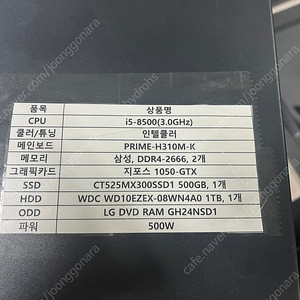 품목 상품명
CPU i5-8500(3.0GHz)
쿨러/튜닝 인텔쿨러
메인보드 PRIME-H310M-K
메모리 삼성, DDR4-2666, 2개
그래픽카드 지포스 1050-GTX
SSD CT525MX300SSD1 500GB, 1개
HDD WDC WD10EZEX-08WN4A0 1TB, 1개
ODD LG DVD RAM GH24NSD1
파워 500W